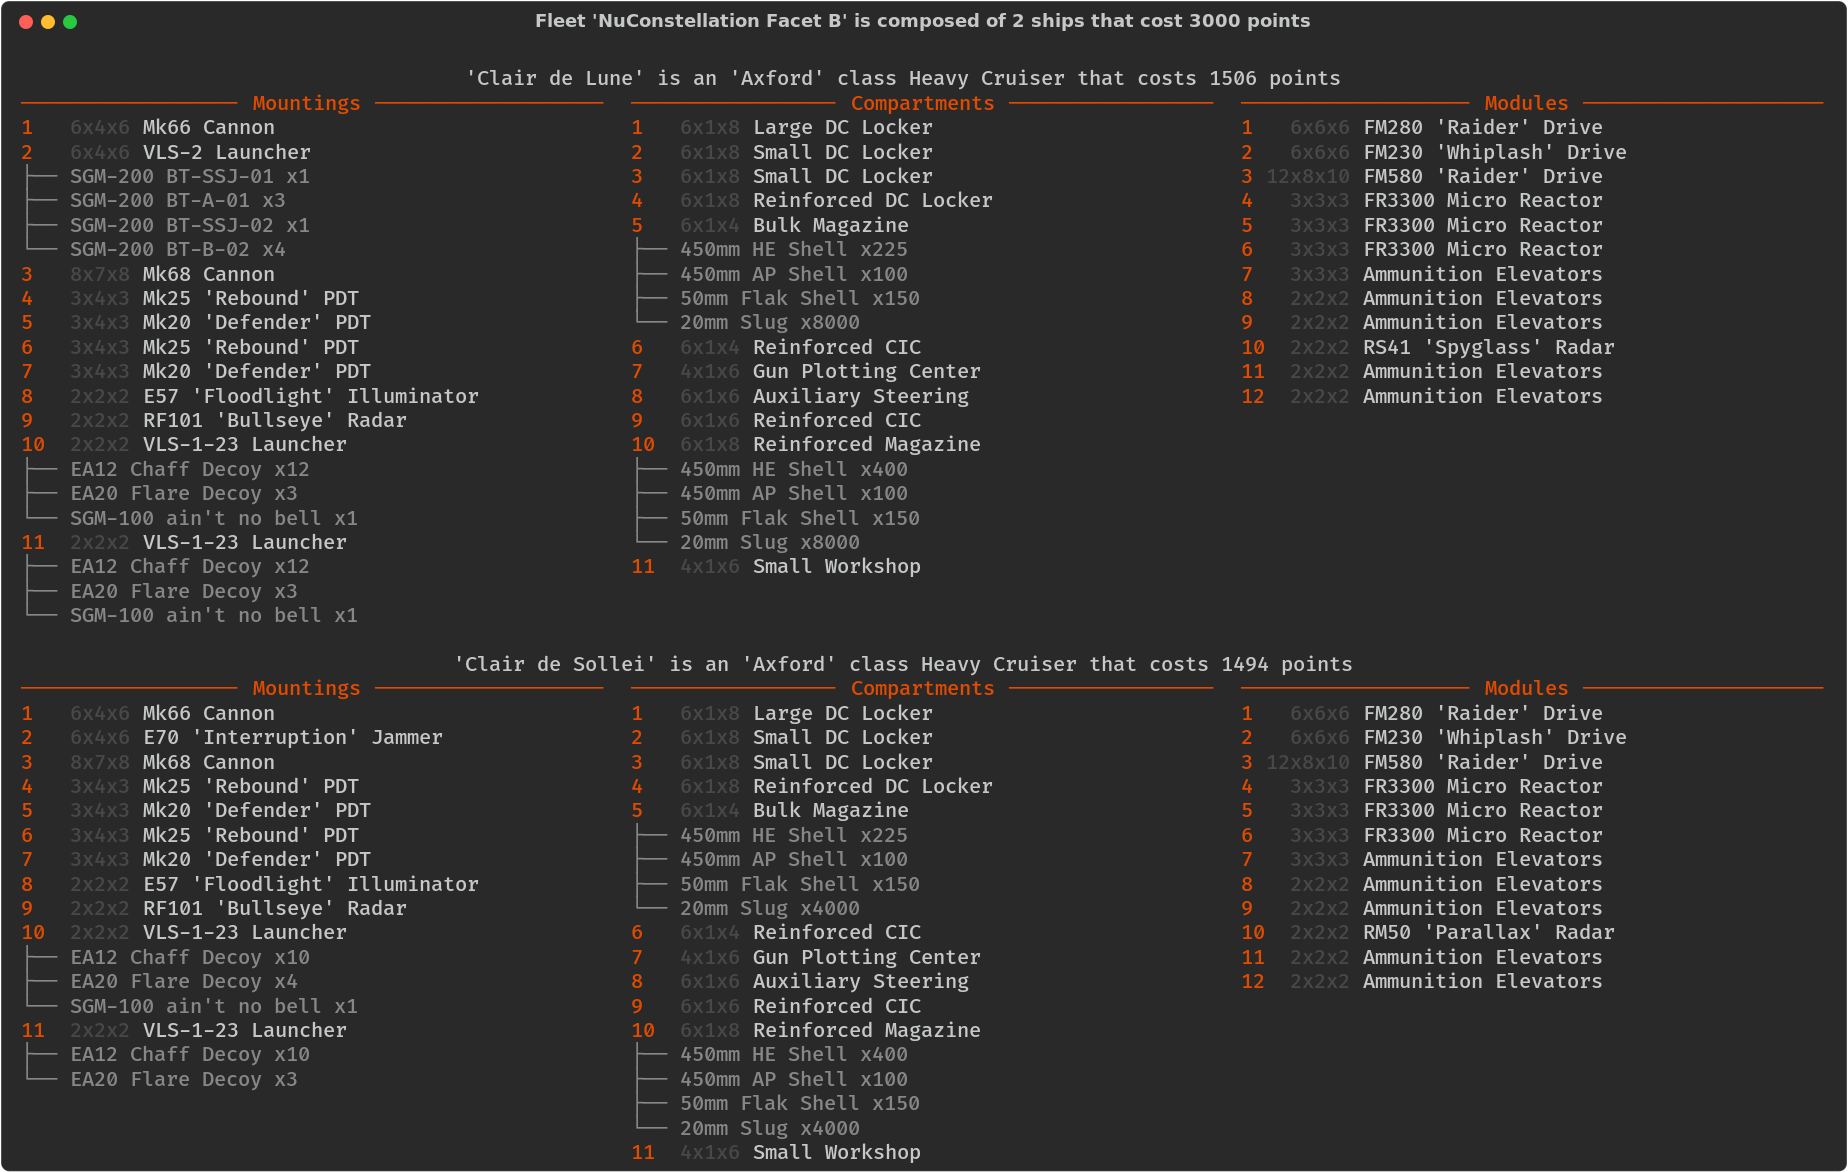 Fleet 'NuConstellation Facet B' is composed of 2 ships that cost 3000 points
'Clair de Lune' is an 'Axford' class Heavy Cruiser that costs 1506 points
Mountings
1 6x4x6 Mk66 Cannon
2 6x4x6 VLS-2 Launcher
SGM-200 BT-SSJ-01 x1
SGM-200 BT-A-01 x3
SGM-200 BT-SSJ-02 x1
SGM-200 BT-B-02 x4
3 8x7x8 Mk68 Cannon
4 3x4x3 Mk25 'Rebound' PDT
5 3x4x3 Mk20 'Defender' PDT
6 3x4x3 Mk25 'Rebound' PDT
7 3x4x3 Mk20 'Defender' PDT
8 2x2x2 E57 'Floodlight' Illuminator
9 2x2x2 RF101 'Bullseye' Radar
10 2x2x2 VLS-1-23 Launcher
EA12 Chaff Decoy x12
EA20 Flare Decoy x3
SGM-100 ain't no bell x1
11 2x2x2 VLS-1-23 Launcher
EA12 Chaff Decoy x12
EA20 Flare Decoy x3
SGM-100 ain't no bell x1
Compartments
1 6x1x8 Large DC Locker
2 6x1x8 Small DC Locker
3 6x1x8 Small DC Locker
4 6x1x8 Reinforced DC Locker
5 6x1x4 Bulk Magazine
450mm HE Shell x225
450mm AP Shell x100
50mm Flak Shell x150
20mm Slug x8000
6 6x1x4 Reinforced CIC
7 4x1x6 Gun Plotting Center
8 6x1x6 Auxiliary Steering
9 6x1x6 Reinforced CIC
10 6x1x8 Reinforced Magazine
450mm HE Shell x400
450mm AP Shell x100
50mm Flak Shell x150
20mm Slug x8000
11 4x1x6 Small Workshop
Modules
1 6x6x6 FM280 'Raider' Drive
2 6x6x6 FM230 'Whiplash' Drive
3 12x8x10 FM580 'Raider' Drive
4 3x3x3 FR3300 Micro Reactor
5 3x3x3 FR3300 Micro Reactor
6 3x3x3 FR3300 Micro Reactor
7 3x3x3 Ammunition Elevators
8 2x2x2 Ammunition Elevators
9 2x2x2 Ammunition Elevators
10 2x2x2 RS41 'Spyglass' Radar
11 2x2x2 Ammunition Elevators
12 2x2x2 Ammunition Elevators
'Clair de Sollei' is an 'Axford' class Heavy Cruiser that costs 1494 points
Mountings
1 6x4x6 Mk66 Cannon
2 6x4x6 E70 'Interruption' Jammer
3 8x7x8 Mk68 Cannon
4 3x4x3 Mk25 'Rebound' PDT
5 3x4x3 Mk20 'Defender' PDT
6 3x4x3 Mk25 'Rebound' PDT
7 3x4x3 Mk20 'Defender' PDT
8 2x2x2 E57 'Floodlight' Illuminator
9 2x2x2 RF101 'Bullseye' Radar
10 2x2x2 VLS-1-23 Launcher
EA12 Chaff Decoy x10
EA20 Flare Decoy x4
SGM-100 ain't no bell x1
11 2x2x2 VLS-1-23 Launcher
EA12 Chaff Decoy x10
EA20 Flare Decoy x3
Compartments
1 6x1x8 Large DC Locker
2 6x1x8 Small DC Locker
3 6x1x8 Small DC Locker
4 6x1x8 Reinforced DC Locker
5 6x1x4 Bulk Magazine
450mm HE Shell x225
450mm AP Shell x100
50mm Flak Shell x150
20mm Slug x4000
6 6x1x4 Reinforced CIC
7 4x1x6 Gun Plotting Center
8 6x1x6 Auxiliary Steering
9 6x1x6 Reinforced CIC
10 6x1x8 Reinforced Magazine
450mm HE Shell x400
450mm AP Shell x100
50mm Flak Shell x150
20mm Slug x4000
11 4x1x6 Small Workshop
Modules
1 6x6x6 FM280 'Raider' Drive
2 6x6x6 FM230 'Whiplash' Drive
3 12x8x10 FM580 'Raider' Drive
4 3x3x3 FR3300 Micro Reactor
5 3x3x3 FR3300 Micro Reactor
6 3x3x3 FR3300 Micro Reactor
7 3x3x3 Ammunition Elevators
8 2x2x2 Ammunition Elevators
9 2x2x2 Ammunition Elevators
10 2x2x2 RM50 'Parallax' Radar
11 2x2x2 Ammunition Elevators
12 2x2x2 Ammunition Elevators